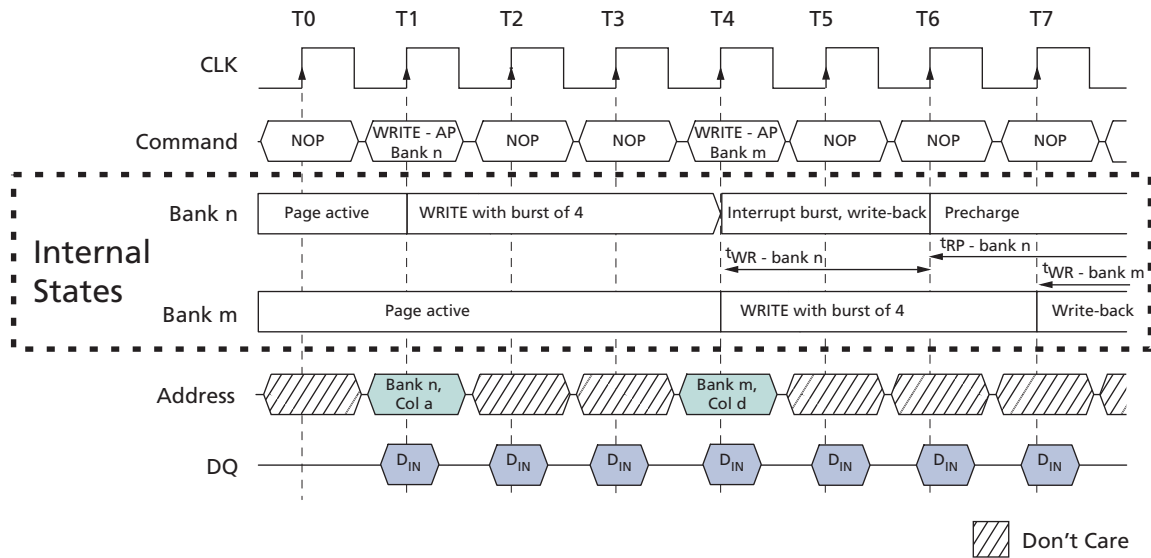 T0 T1 T2 T3 T4 T5 T6 T7
CLK
Command NOP WRITE - AP Bank n NOP NOP WRITE - AP Bank m NOP NOP NOP
Internal States
Bank n Page active WRITE with burst of 4 Interrupt burst, write-back Precharge
tWR - bank n tRP - bank n
tWR - bank m
Bank m Page active WRITE with burst of 4 Write-back
Address Bank n, Col a Bank m, Col d
DQ DIN DIN DIN DIN DIN DIN DIN
Don't Care